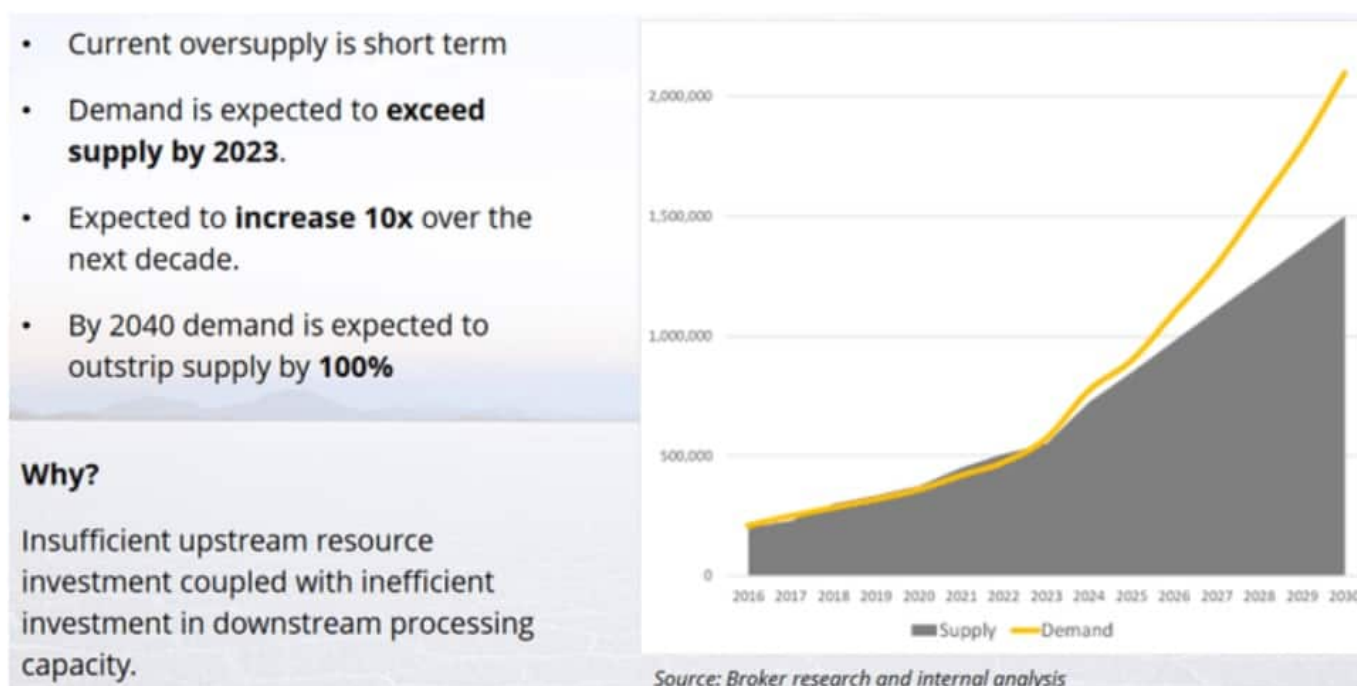 • Current oversupply is short term
• Demand is expected to exceed
supply by 2023.
• Expected to increase 10x over the
next decade.
• By 2040 demand is expected to
outstrip supply by 100%
Why?
Insufficient upstream resource
investment coupled with inefficient
investment in downstream processing
capacity.
2,000,000
1,500,000
1,000,000
500,000
0
2016 2017 2018 2019 2020 2021 2022 2023 2024 2025 2026 2027 2028 2029 2030
Supply Demand
Source: Broker research and internal analysis